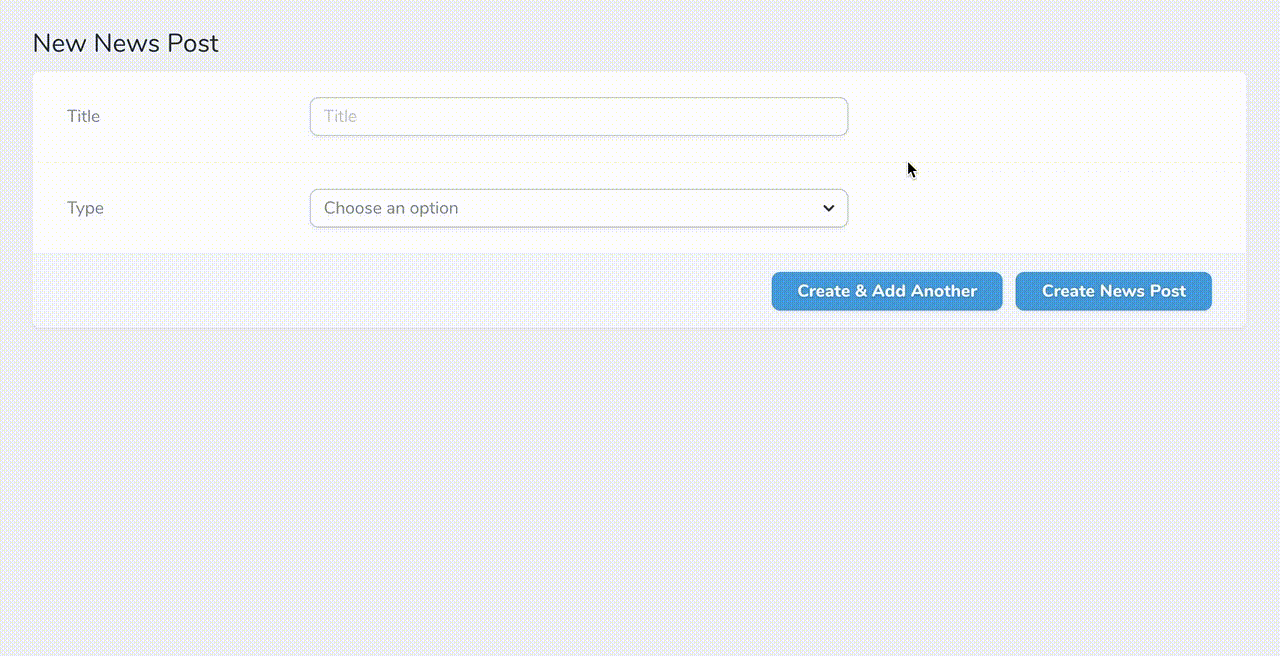 New News Post
Title
Title
Type
Choose an option
Create & Add Another
Create News Post